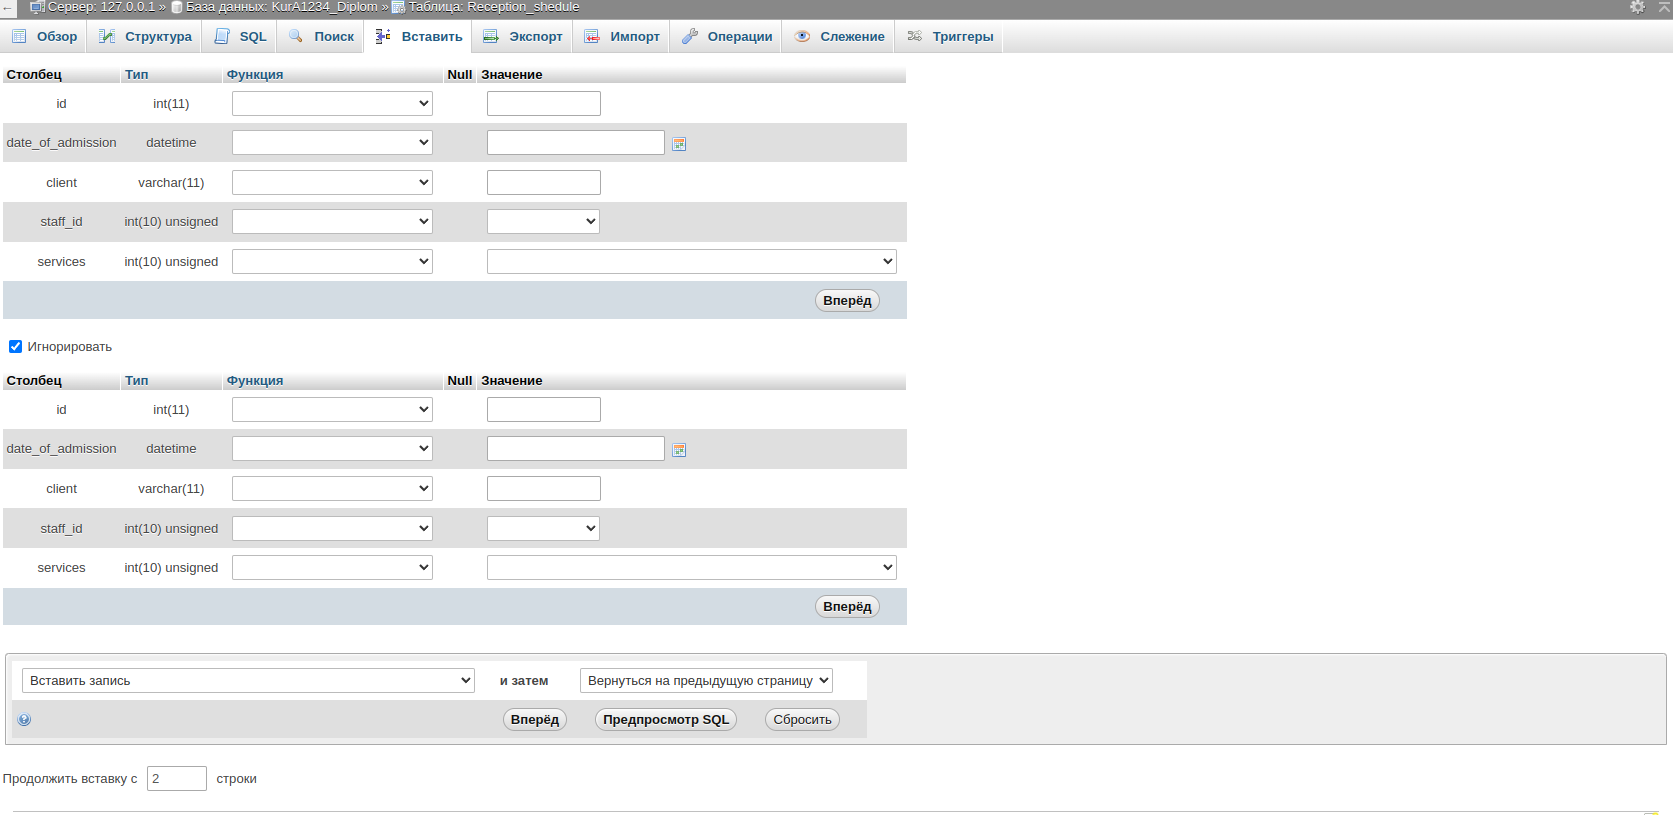 ← Сервер: 127.0.0.1 » База данных: KurA1234_Diplom » Таблица: Reception_shedule
Обзор Структура SQL Поиск Вставить Экспорт Импорт Операции Слежение Триггеры
Столбец Тип Функция Null Значение
id int(11)
date_of_admission datetime
client varchar(11)
staff_id int(10) unsigned
services int(10) unsigned
Вперёд
Игнорировать
Столбец Тип Функция Null Значение
id int(11)
date_of_admission datetime
client varchar(11)
staff_id int(10) unsigned
services int(10) unsigned
Вперёд
Вставить запись и затем Вернуться на предыдущую страницу
Вперёд Предпросмотр SQL Сбросить
Продолжить вставку с 2 строки